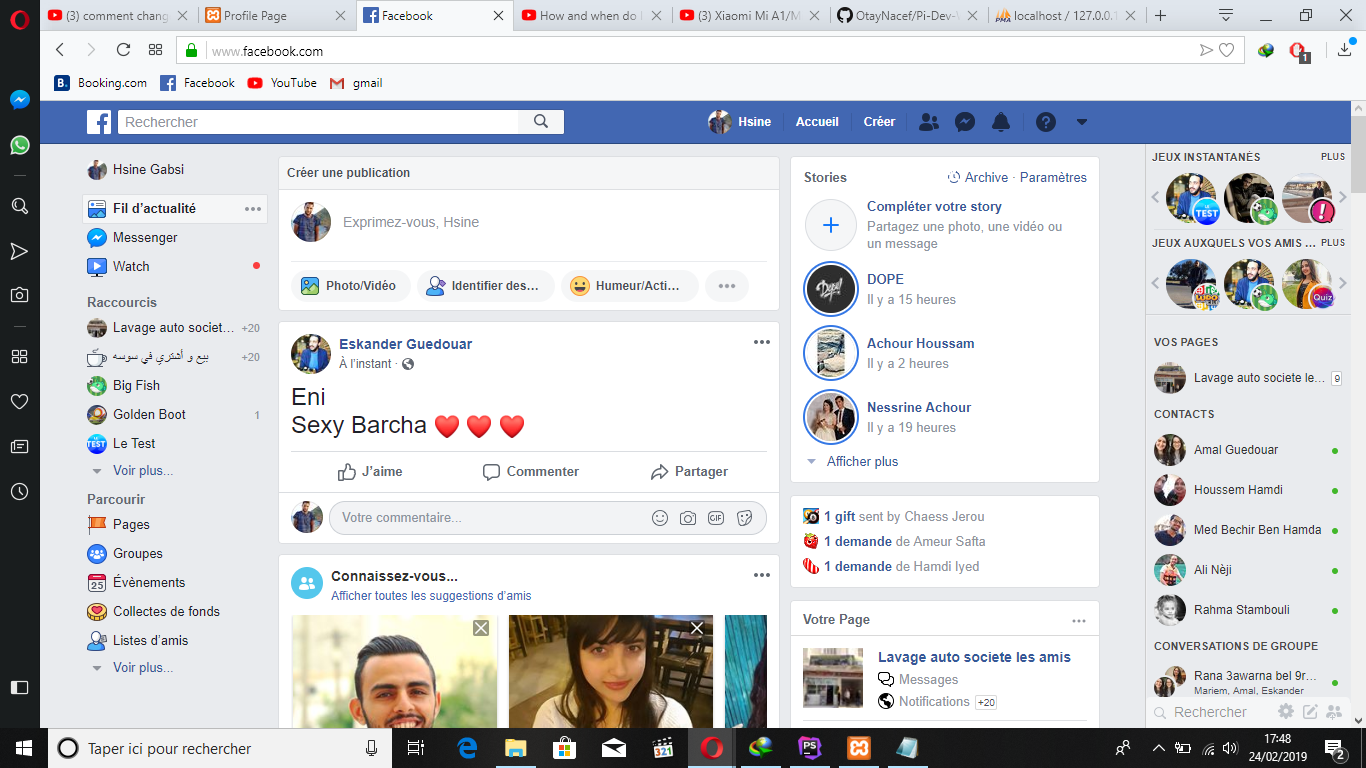 (3) comment chang
Profile Page
Facebook
How and when do I
(3) Xiaomi Mi A1/M
OtayNacef/Pi-Dev-
localhost / 127.0.0.1
www.facebook.com
1
Booking.com
Facebook
YouTube
gmail
Rechercher
Hsine
Accueil
Créer
Hsine Gabsi
Fil d'actualité
Messenger
Watch
Raccourcis
Lavage auto societ... +20
بيع و أشتري في سوسه +20
Big Fish
Golden Boot 1
Le Test
Voir plus...
Parcourir
Pages
Groupes
Évènements
Collectes de fonds
Listes d'amis
Voir plus...
Créer une publication
Exprimez-vous, Hsine
Photo/Vidéo
Identifier des...
Humeur/Acti...
Eskander Guedouar
À l'instant ·
Eni
Sexy Barcha ❤️ ❤️ ❤️
J'aime
Commenter
Partager
Votre commentaire...
GIF
Connaissez-vous...
Afficher toutes les suggestions d'amis
Stories
Archive · Paramètres
Compléter votre story
Partagez une photo, une vidéo ou
un message
DOPE
Il y a 15 heures
Achour Houssam
Il y a 2 heures
Nessrine Achour
Il y a 19 heures
Afficher plus
1 gift sent by Chaess Jerou
1 demande de Ameur Safta
1 demande de Hamdi Iyed
Votre Page
Lavage auto societe les amis
Messages
Notifications +20
JEUX INSTANTANÉS PLUS
JEUX AUXQUELS VOS AMIS ... PLUS
VOS PAGES
Lavage auto societe le... 9
CONTACTS
Amal Guedouar
Houssem Hamdi
Med Bechir Ben Hamda
Ali Nèji
Rahma Stambouli
CONVERSATIONS DE GROUPE
Rana 3awarna bel 9r...
Mariem, Amal, Eskander
Rechercher
Taper ici pour rechercher
17:48
24/02/2019
2